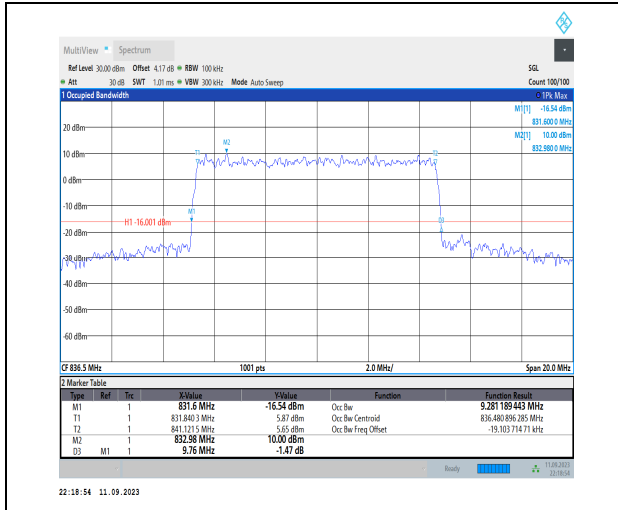 MultiView Spectrum
Ref Level 30.00 dBm Offset 4.17 dB RBW 100 kHz SGL
Att 30 dB SWT 1.01 ms VBW 300 kHz Mode Auto Sweep Count 100/100
1 Occupied Bandwidth 1Pk Max
M1[1] -16.54 dBm
831.600 0 MHz
M2[1] 10.00 dBm
832.980 0 MHz
20 dBm
M2
10 dBm T1 T2
0 dBm
-10 dBm
M1
H1 -16.001 dBm D3
-20 dBm
-30 dBm
-40 dBm
-50 dBm
-60 dBm
CF 836.5 MHz 1001 pts 2.0 MHz/ Span 20.0 MHz
2 Marker Table
Type Ref Trc X-Value Y-Value Function Function Result
M1 1 831.6 MHz -16.54 dBm Occ Bw 9.281 189 443 MHz
T1 1 831.840 3 MHz 5.87 dBm Occ Bw Centroid 836.480 896 285 MHz
T2 1 841.121 5 MHz 5.65 dBm Occ Bw Freq Offset -19.103 714 71 kHz
M2 1 832.98 MHz 10.00 dBm
D3 M1 1 9.76 MHz -1.47 dB
Ready 11.09.2023
22:18:54
22:18:54 11.09.2023